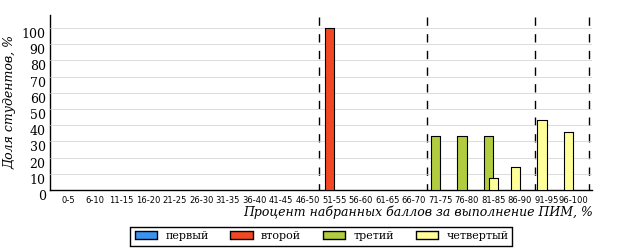 Доля студентов, %
100
90
80
70
60
50
40
30
20
10
0
0-5 6-10 11-15 16-20 21-25 26-30 31-35 36-40 41-45 46-50 51-55 56-60 61-65 66-70 71-75 76-80 81-85 86-90 91-95 96-100
Процент набранных баллов за выполнение ПИМ, %
первый второй третий четвертый